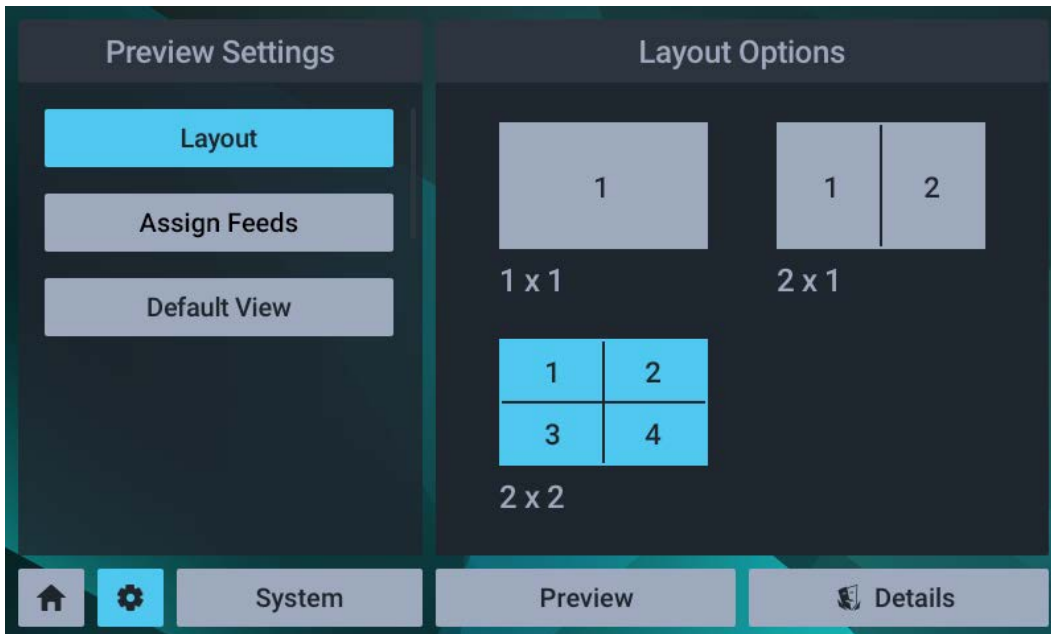 Preview Settings
Layout
Assign Feeds
Default View
Layout Options
1
1 x 1
1 2
2 x 1
1 2
3 4
2 x 2
System
Preview
Details